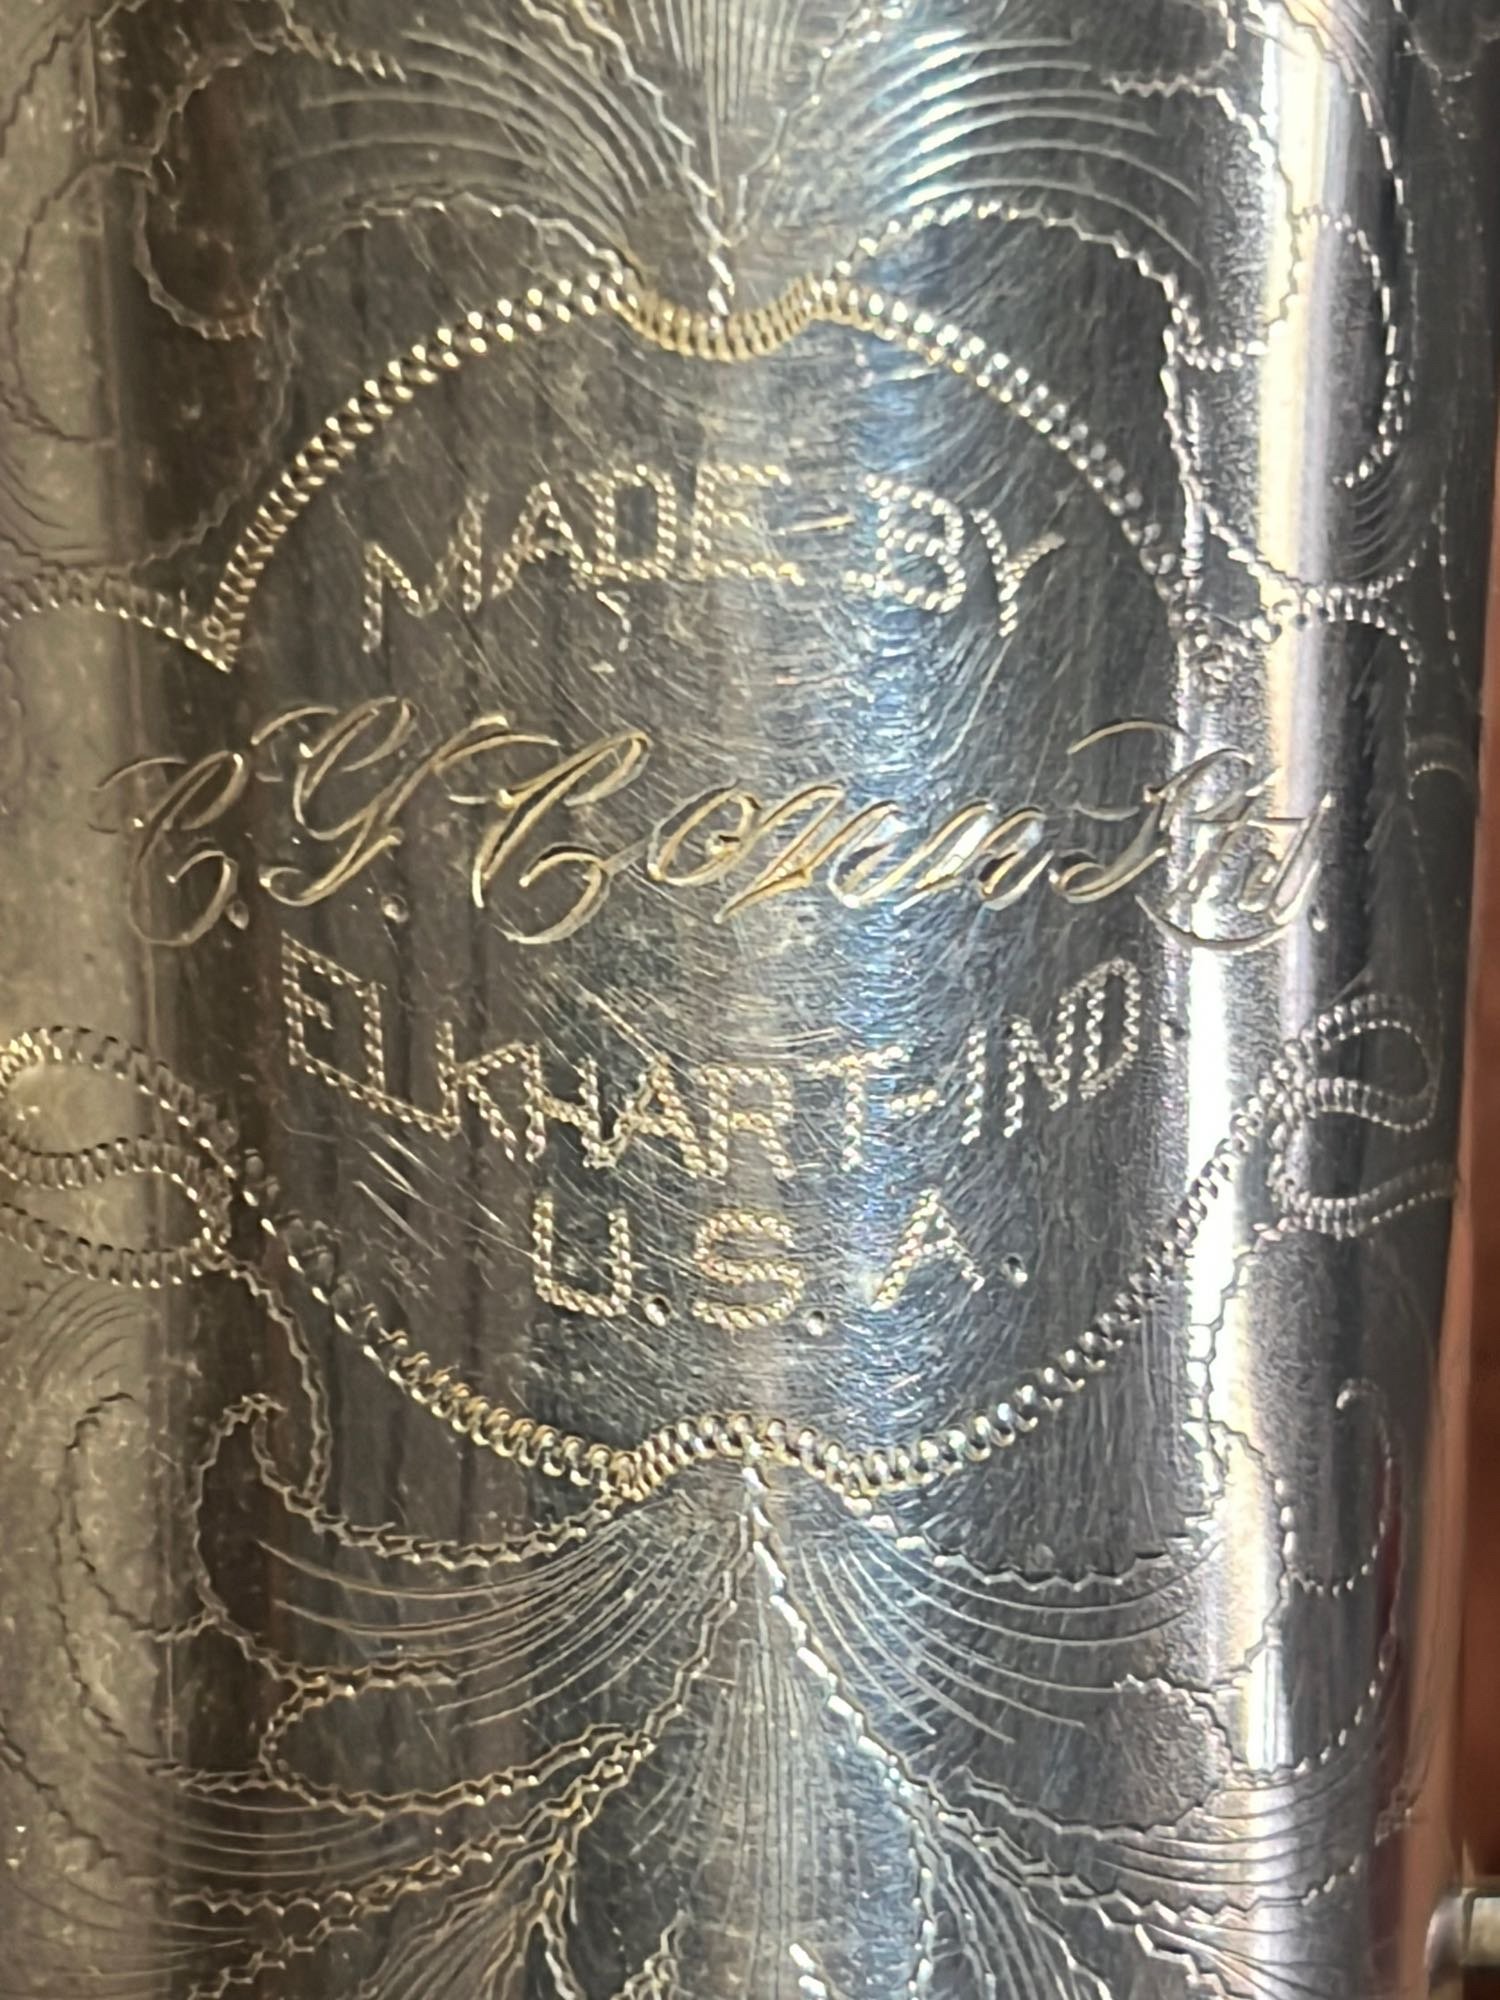 MADE-BY
C.G. Conn Ltd.
ELKHART-IND
U.S.A.